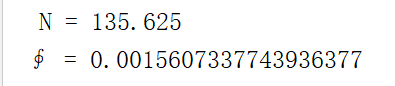 N = 135.625
∮ = 0.0015607337743936377